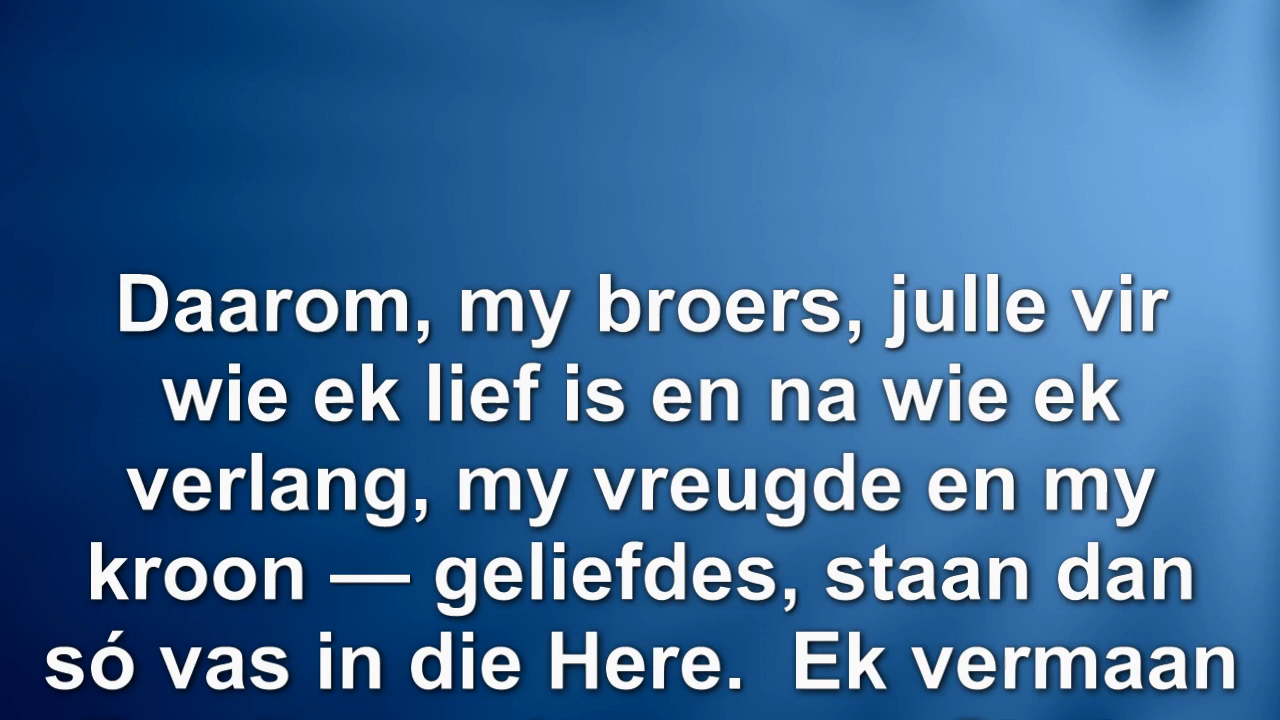 Daarom, my broers, julle vir
wie ek lief is en na wie ek
verlang, my vreugde en my
kroon — geliefdes, staan dan
só vas in die Here.  Ek vermaan